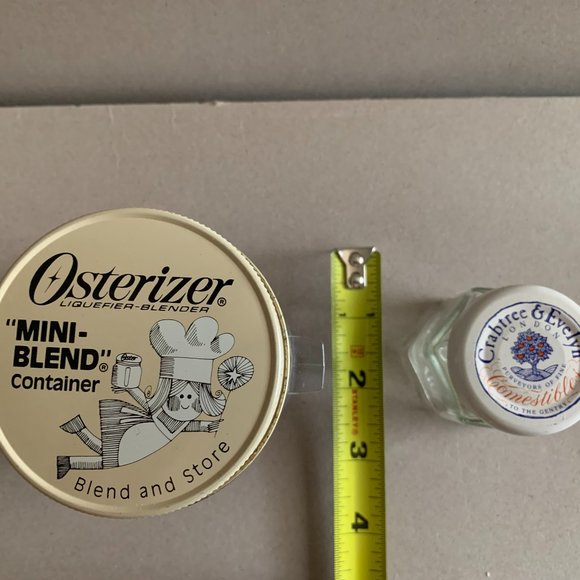 Osterizer®
LIQUEFIER-BLENDER
"MINI-
BLEND"®
Container
Oster
Blend and Store
1
2
STANLEY®
3
4
Crabtree & Evelyn
LONDON
PURVEYORS OF FINE
Comestibles
TO THE GENTRY